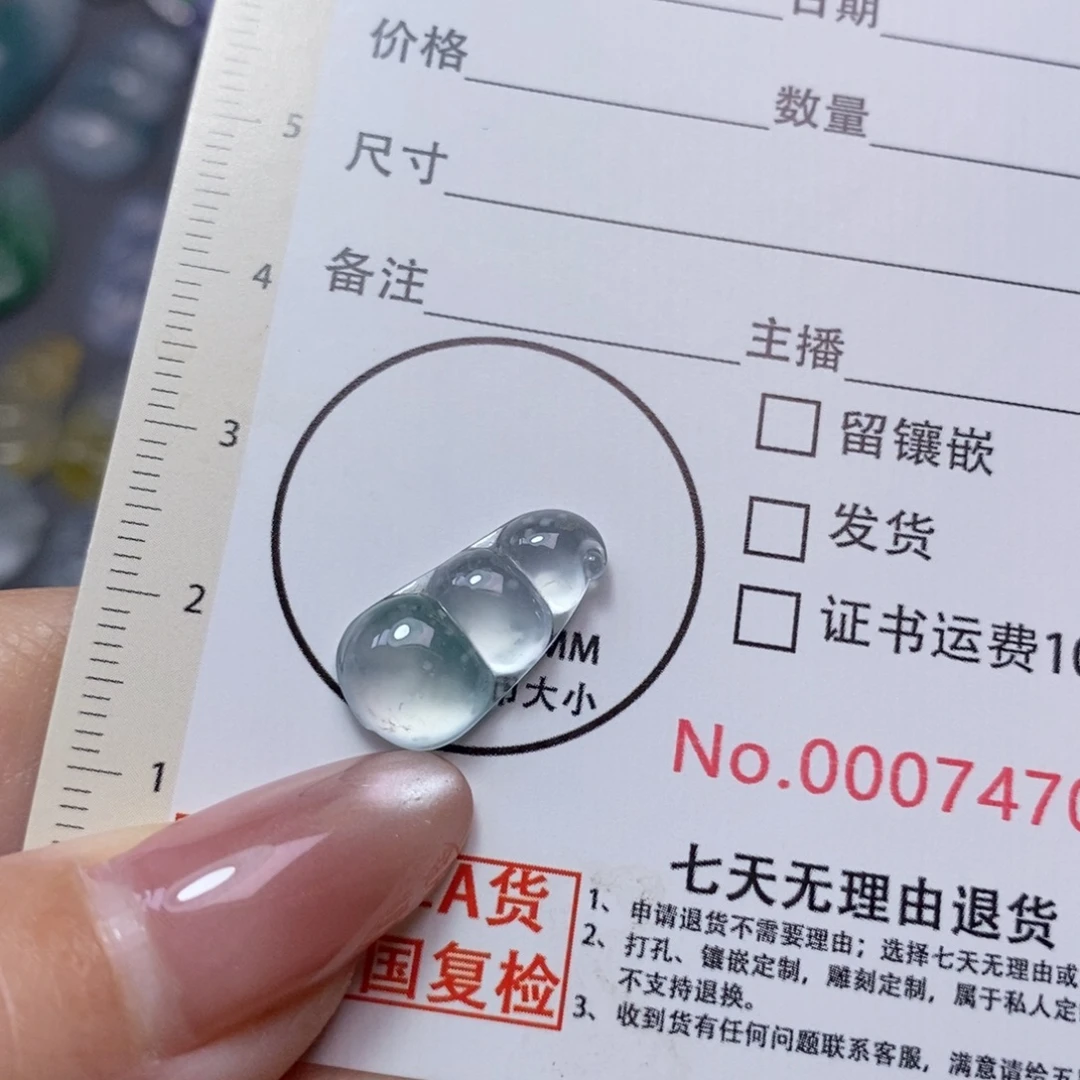 日期
价格 数量
尺寸
备注 主播
5
4
3
2
1
留镶嵌
发货
证书运费10
MM
币大小
No.0007470
A货
国复检
七天无理由退货
1、申请退货不需要理由；选择七天无理由或
2、打孔、镶嵌定制，雕刻定制，属于私人定
不支持退换。
3、收到货有任何问题联系客服，满意请给五